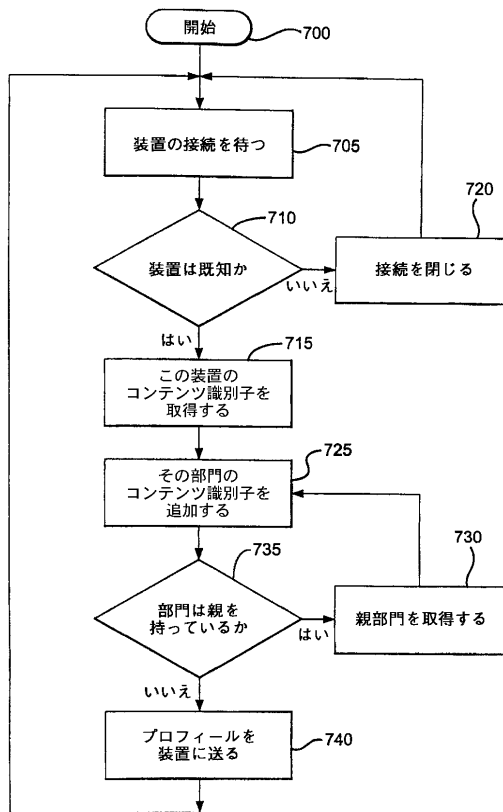 開始
700
装置の接続を待つ
705
710
装置は既知か
いいえ
720
接続を閉じる
はい
715
この装置の
コンテンツ識別子を
取得する
725
その部門の
コンテンツ識別子を
追加する
735
部門は親を
持っているか
はい
730
親部門を取得する
いいえ
プロフィールを
装置に送る
740